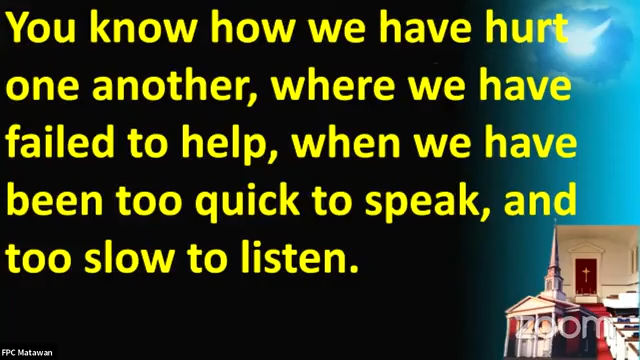 You know how we have hurt
one another, where we have
failed to help, when we have
been too quick to speak, and
too slow to listen.
zoom
FPC Matawan